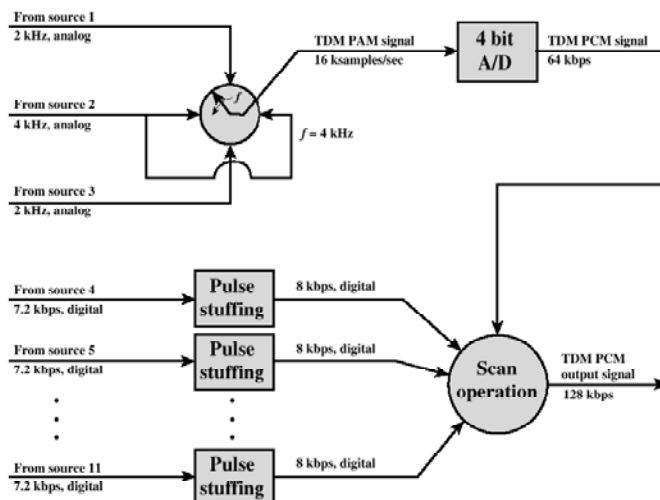 From source 1
2 kHz, analog
TDM PAM signal
16 ksamples/sec
4 bit
A/D
TDM PCM signal
64 kbps
f
From source 2
4 kHz, analog
f = 4 kHz
From source 3
2 kHz, analog
From source 4
7.2 kbps, digital
Pulse
stuffing
8 kbps, digital
From source 5
7.2 kbps, digital
Pulse
stuffing
8 kbps, digital
Scan
operation
TDM PCM
output signal
128 kbps
From source 11
7.2 kbps, digital
Pulse
stuffing
8 kbps, digital